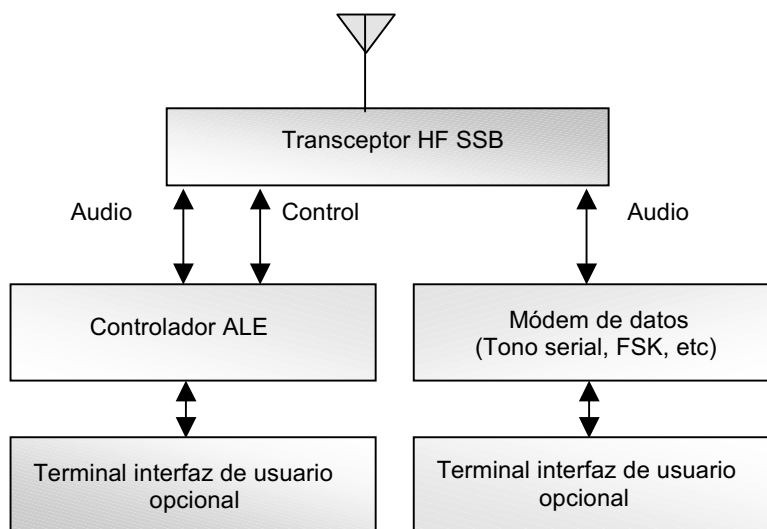 Transceptor HF SSB
Audio
Control
Audio
Controlador ALE
Módem de datos
(Tono serial, FSK, etc)
Terminal interfaz de usuario
opcional
Terminal interfaz de usuario
opcional